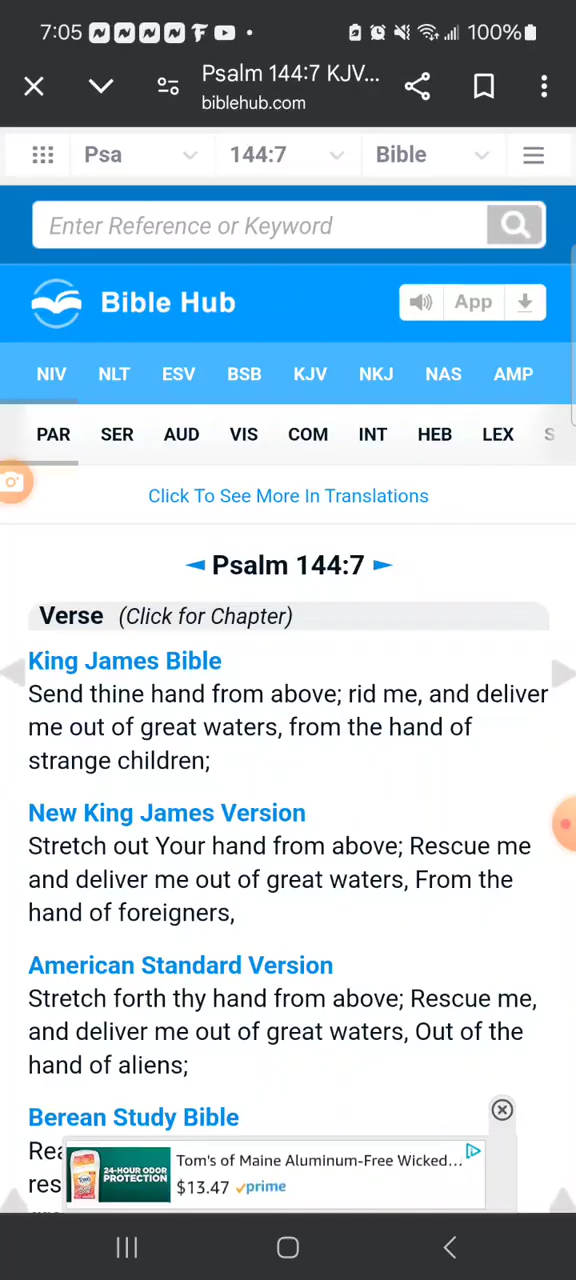 7:05 100%
Psalm 144:7 KJV...
biblehub.com
Psa 144:7 Bible
Enter Reference or Keyword
Bible Hub App
NIV NLT ESV BSB KJV NKJ NAS AMP
PAR SER AUD VIS COM INT HEB LEX S
Click To See More In Translations
Psalm 144:7
Verse (Click for Chapter)
King James Bible
Send thine hand from above; rid me, and deliver
me out of great waters, from the hand of
strange children;
New King James Version
Stretch out Your hand from above; Rescue me
and deliver me out of great waters, From the
hand of foreigners,
American Standard Version
Stretch forth thy hand from above; Rescue me,
and deliver me out of great waters, Out of the
hand of aliens;
Berean Study Bible
Rea
res
24-HOUR ODOR
PROTECTION
Tom's of Maine Aluminum-Free Wicked...
$13.47 prime